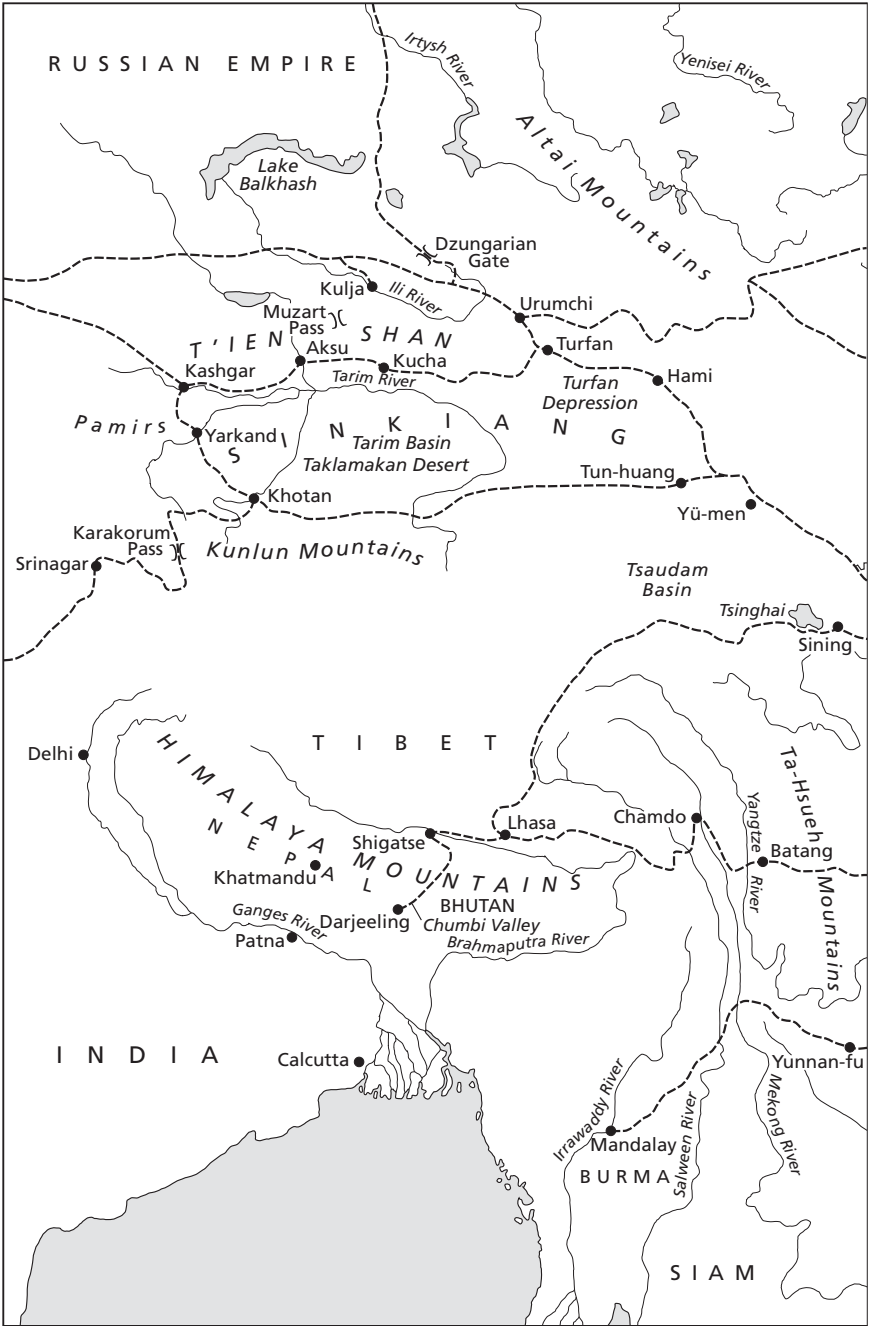 RUSSIAN EMPIRE
Irtysh River
Yenisei River
Altai Mountains
Lake
Balkhash
Dzungarian
Gate
Kulja
Ili River
Urumchi
Muzart
Pass
T'IEN SHAN
Aksu
Kucha
Turfan
Kashgar
Tarim River
Turfan
Depression
Hami
Pamirs
Yarkand
SINKIANG
Tarim Basin
Taklamakan Desert
Tun-huang
Khotan
Yü-men
Karakorum
Pass
Kunlun Mountains
Srinagar
Tsaudam
Basin
Tsinghai
Sining
TIBET
Delhi
HIMALAYA MOUNTAINS
NEPAL
Ta-Hsueh Mountains
Yangtze River
Lhasa
Chamdo
Shigatse
Batang
Khatmandu
BHUTAN
Darjeeling
Chumbi Valley
Ganges River
Patna
Brahmaputra River
INDIA
Calcutta
Yunnan-fu
Irrawaddy River
Mekong River
Salween River
Mandalay
BURMA
SIAM